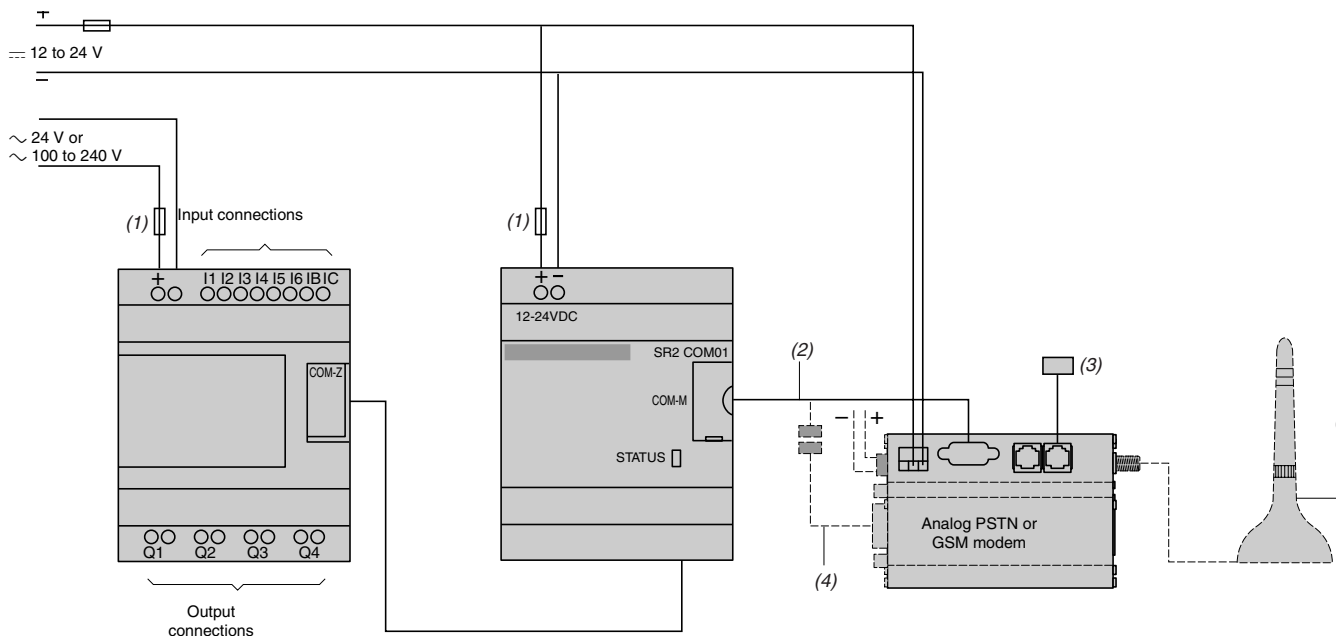 +
⎓ 12 to 24 V
−
∼ 24 V or
∼ 100 to 240 V
(1)
Input connections
(1)
+
I1 I2 I3 I4 I5 I6 IB IC
+ −
12-24VDC
SR2 COM01
COM-Z
COM-M
STATUS
(2)
(3)
− +
Analog PSTN or
GSM modem
(4)
Q1 Q2 Q3 Q4
Output
connections